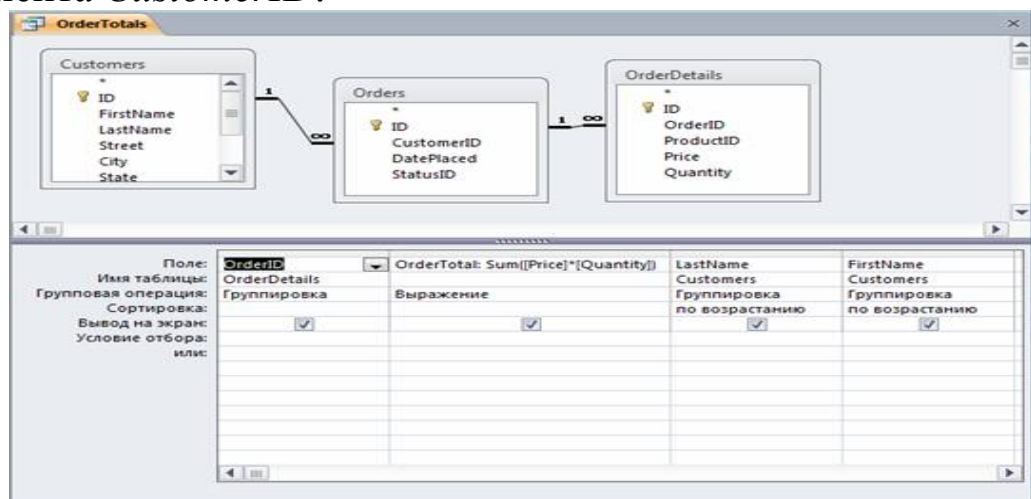 OrderTotals
Customers
*
ID
FirstName
LastName
Street
City
State
1
∞
Orders
*
ID
CustomerID
DatePlaced
StatusID
1
∞
OrderDetails
*
ID
OrderID
ProductID
Price
Quantity
Поле: OrderID OrderTotal: Sum([Price]*[Quantity]) LastName FirstName
Имя таблицы: OrderDetails Customers Customers
Групповая операция: Группировка Выражение Группировка Группировка
Сортировка: по возрастанию по возрастанию
Вывод на экран:
Условие отбора:
или: